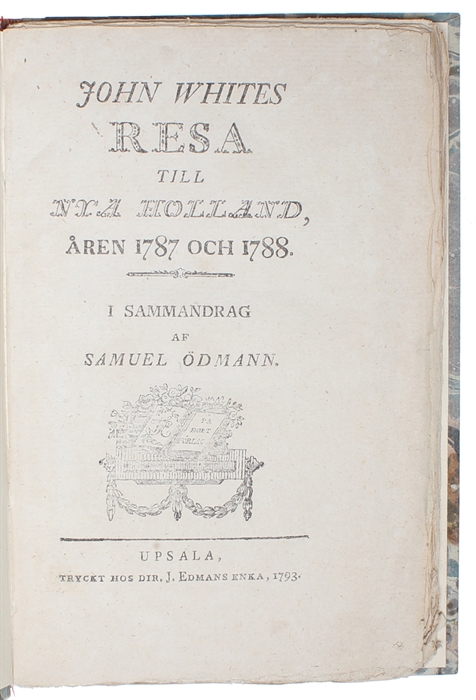 JOHN WHITES
RESA
TILL
NYA HOLLAND,
ÅREN 1787 OCH 1788.
I SAMMANDRAG
AF
SAMUEL ÖDMANN.
UPSALA,
TRYCKT HOS DIR. J. EDMANS ENKA, 1793.